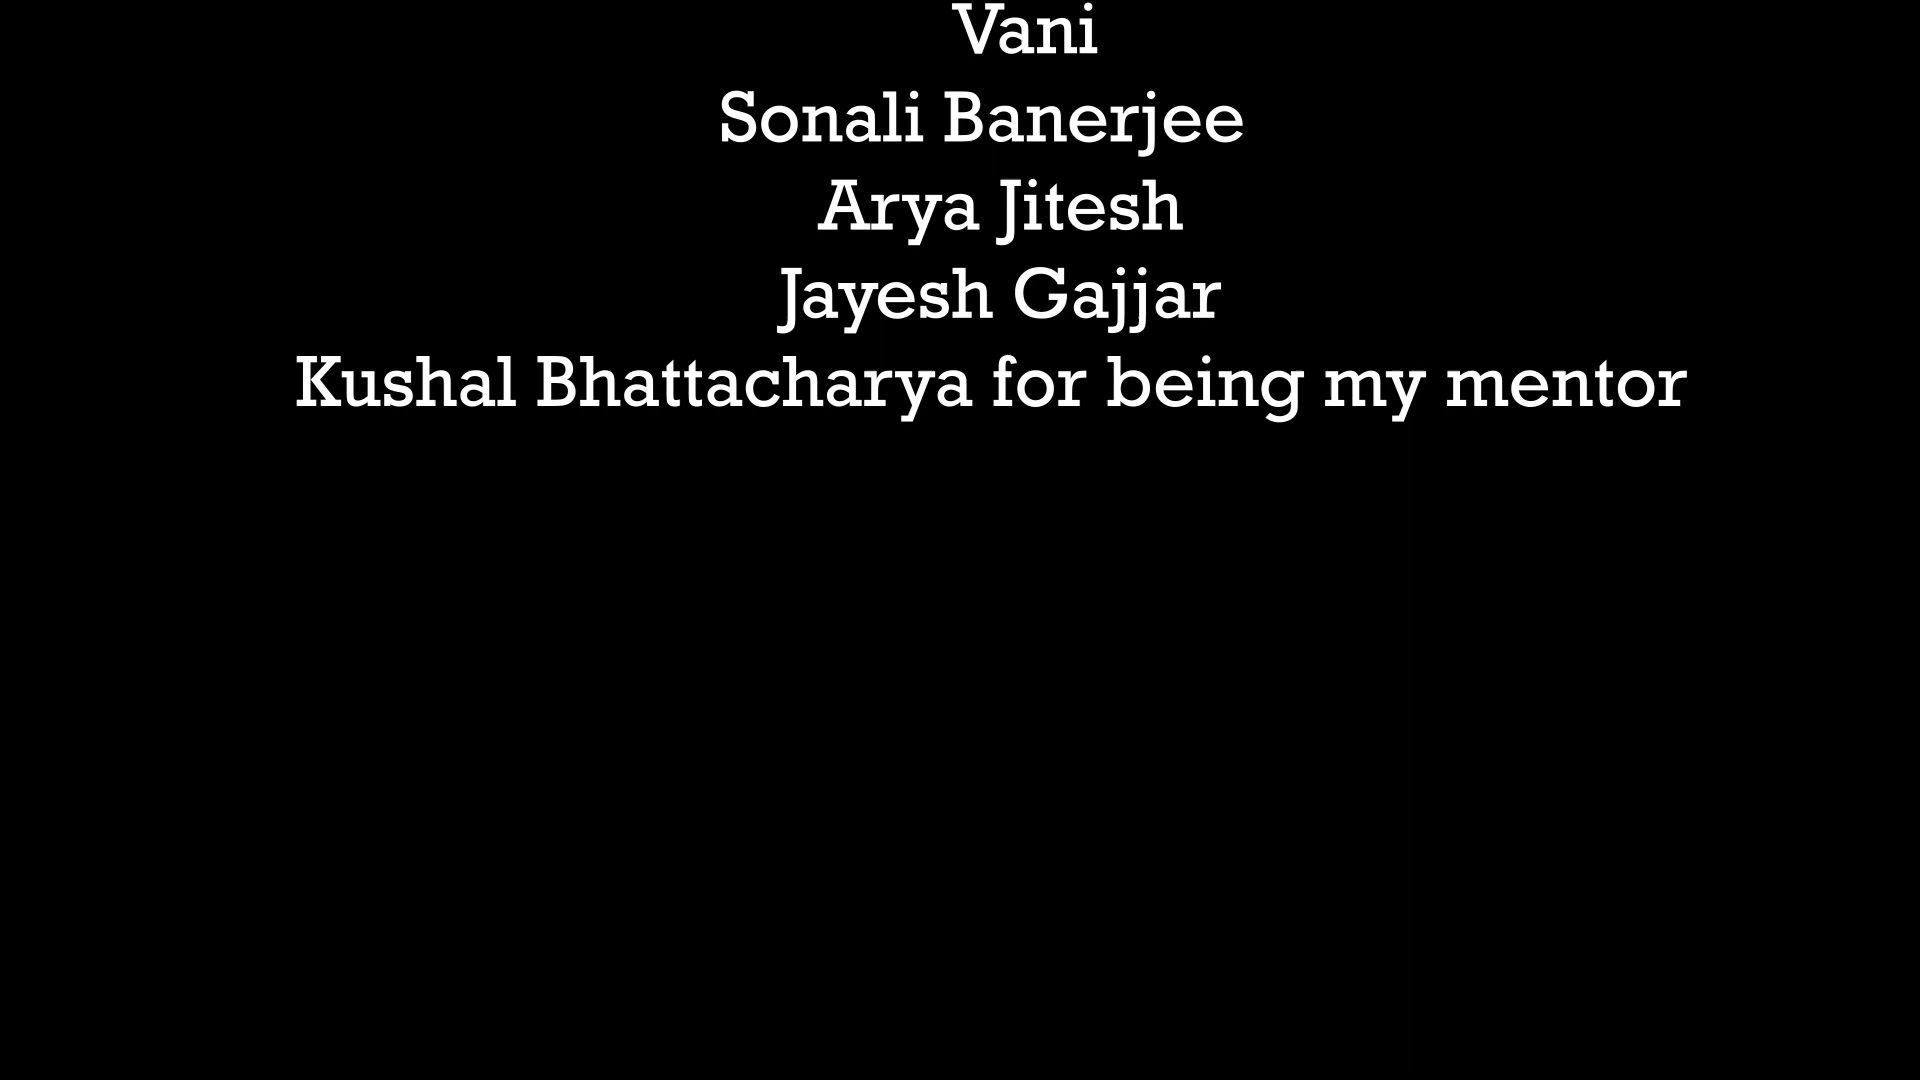 Vani
Sonali Banerjee
Arya Jitesh
Jayesh Gajjar
Kushal Bhattacharya for being my mentor